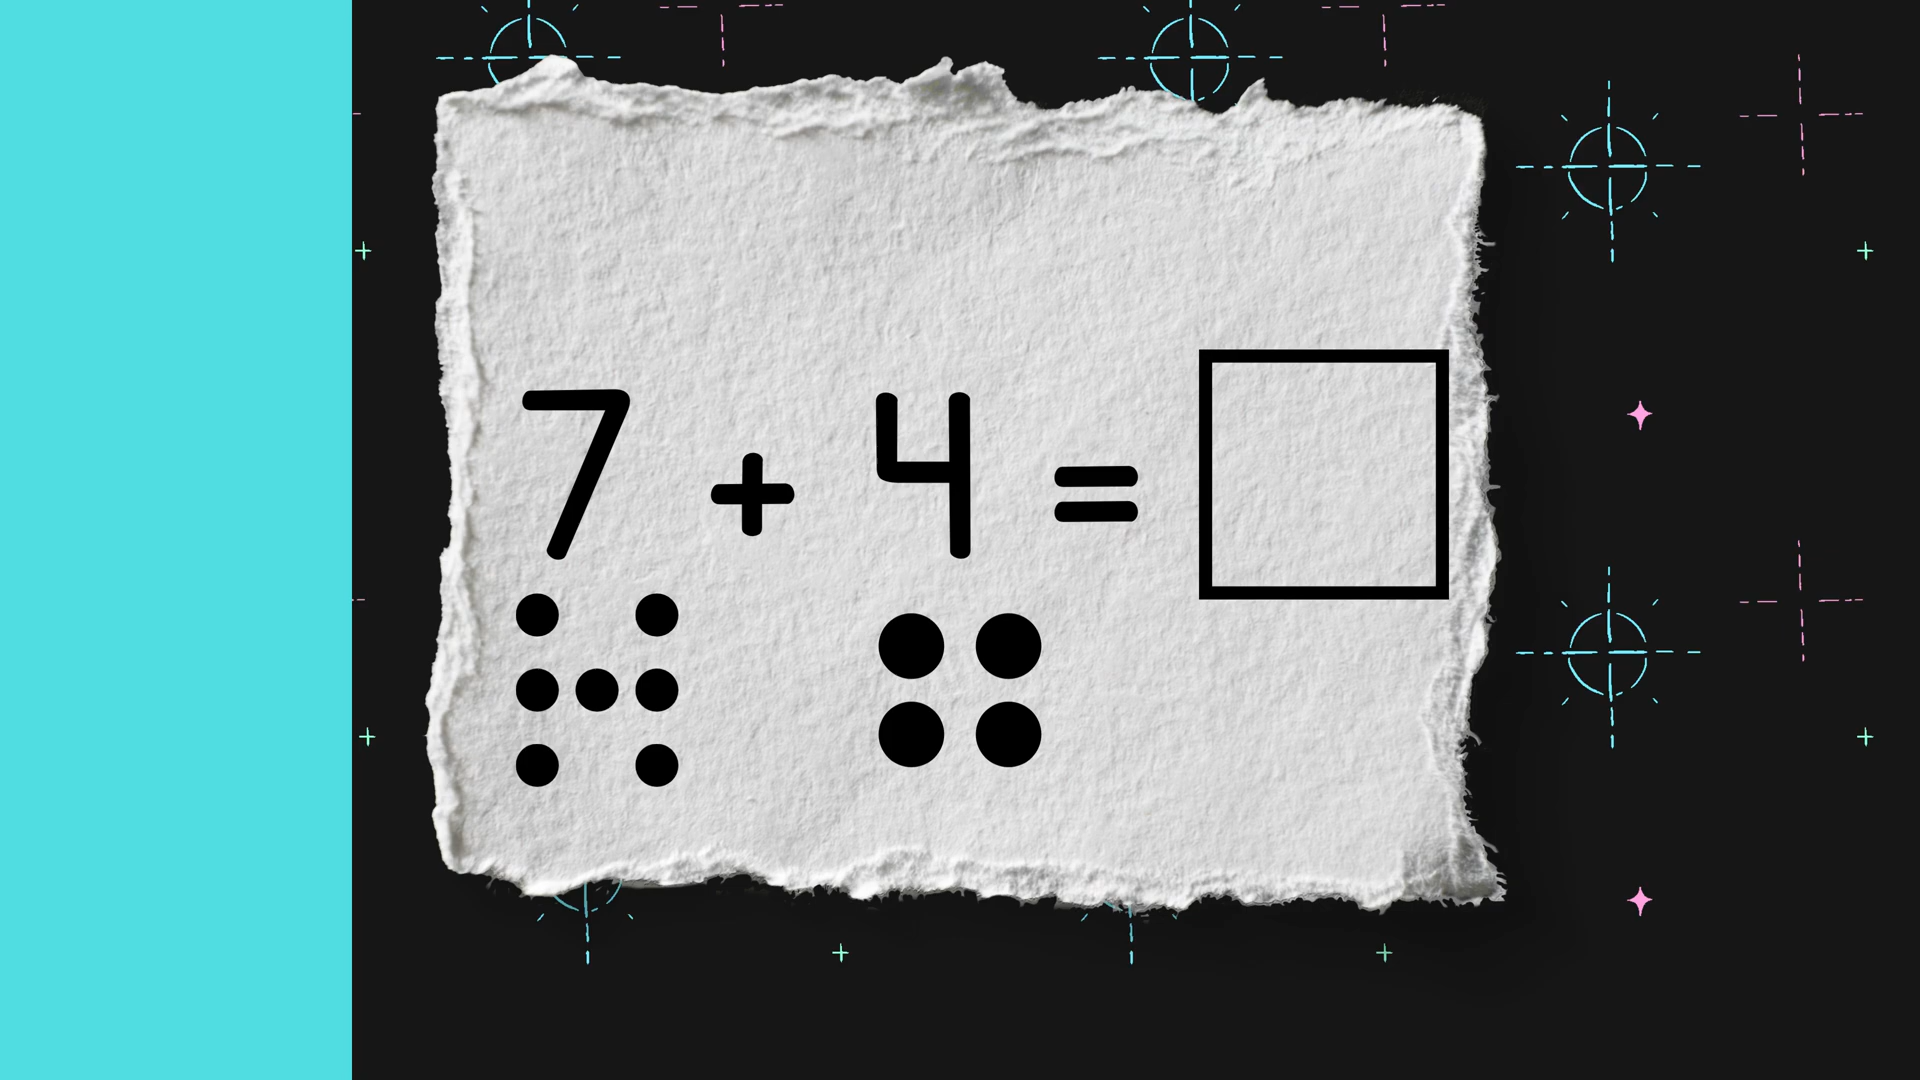 7 + 4 =